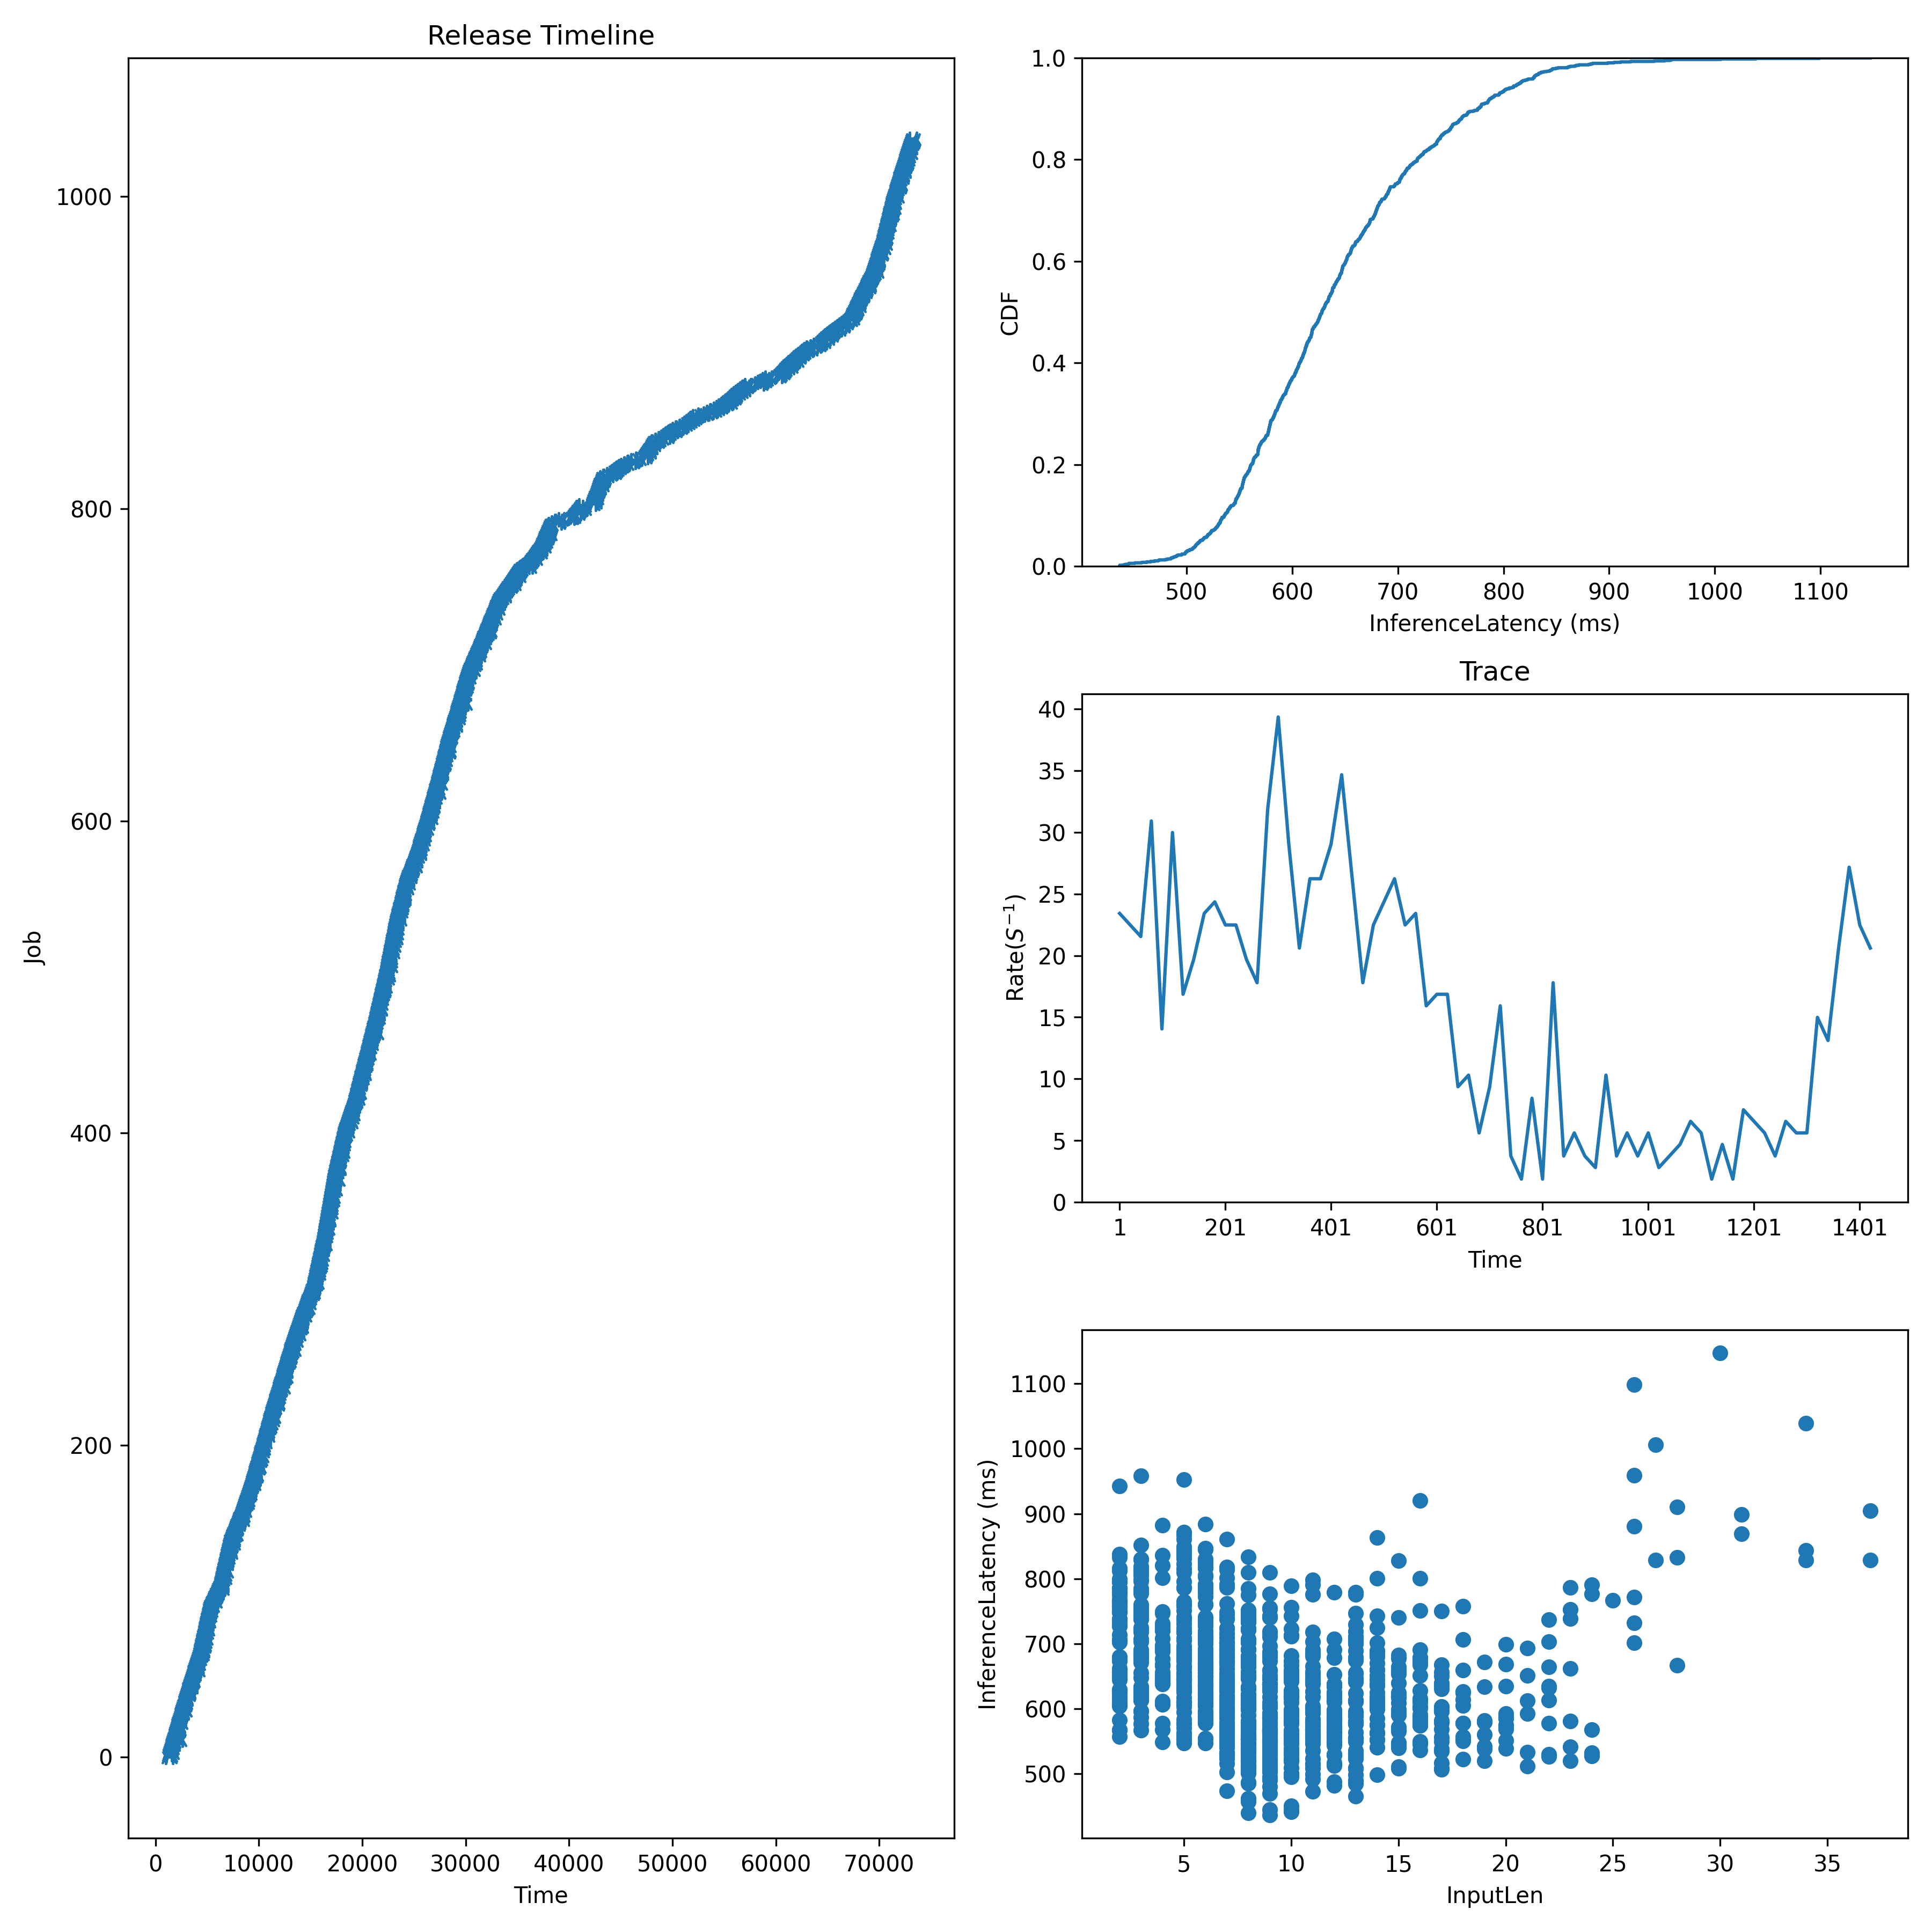 Release Timeline
1000
800
600
400
200
0
Job
0 10000 20000 30000 40000 50000 60000 70000
Time
1.0
0.8
0.6
0.4
0.2
0.0
CDF
500 600 700 800 900 1000 1100
InferenceLatency (ms)
Trace
40
35
30
25
20
15
10
5
0
Rate(S⁻¹)
1 201 401 601 801 1001 1201 1401
Time
1100
1000
900
800
700
600
500
InferenceLatency (ms)
5 10 15 20 25 30 35
InputLen